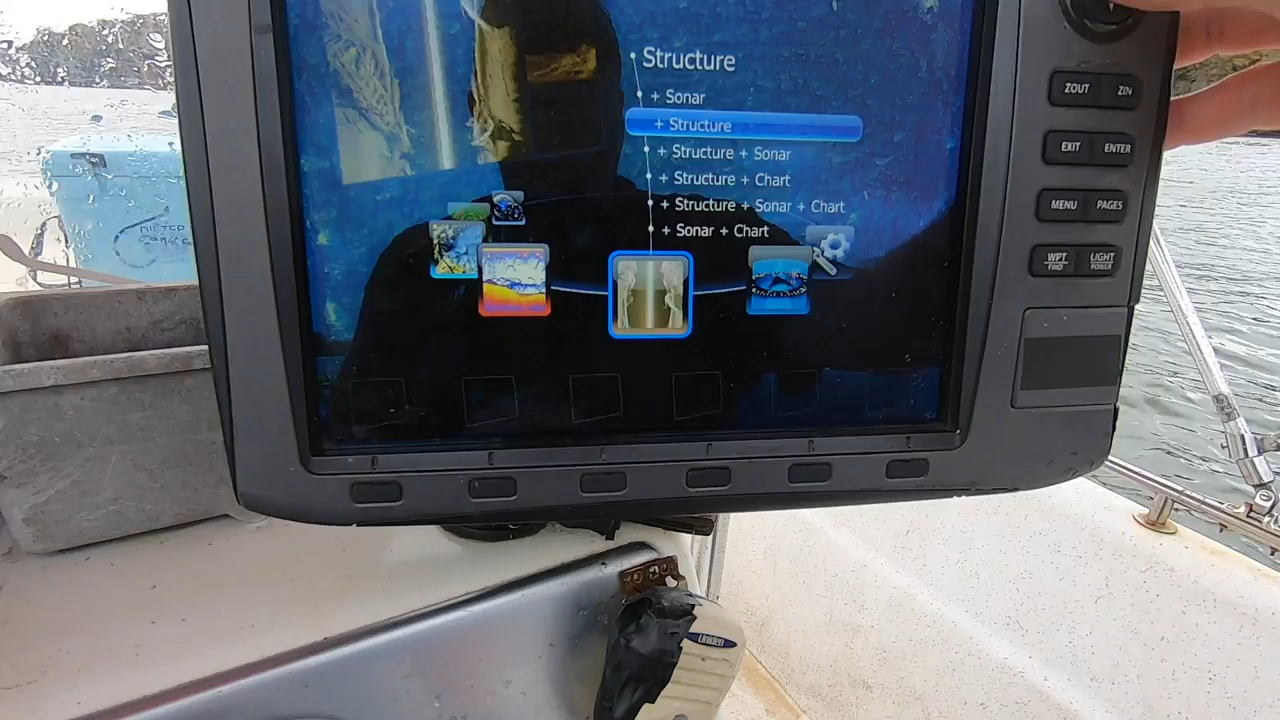 Structure
+ Sonar
+ Structure
+ Structure + Sonar
+ Structure + Chart
+ Structure + Sonar + Chart
+ Sonar + Chart
ZOUT ZIN
EXIT ENTER
MENU PAGES
WPT LIGHT
FIND POWER
Uniden